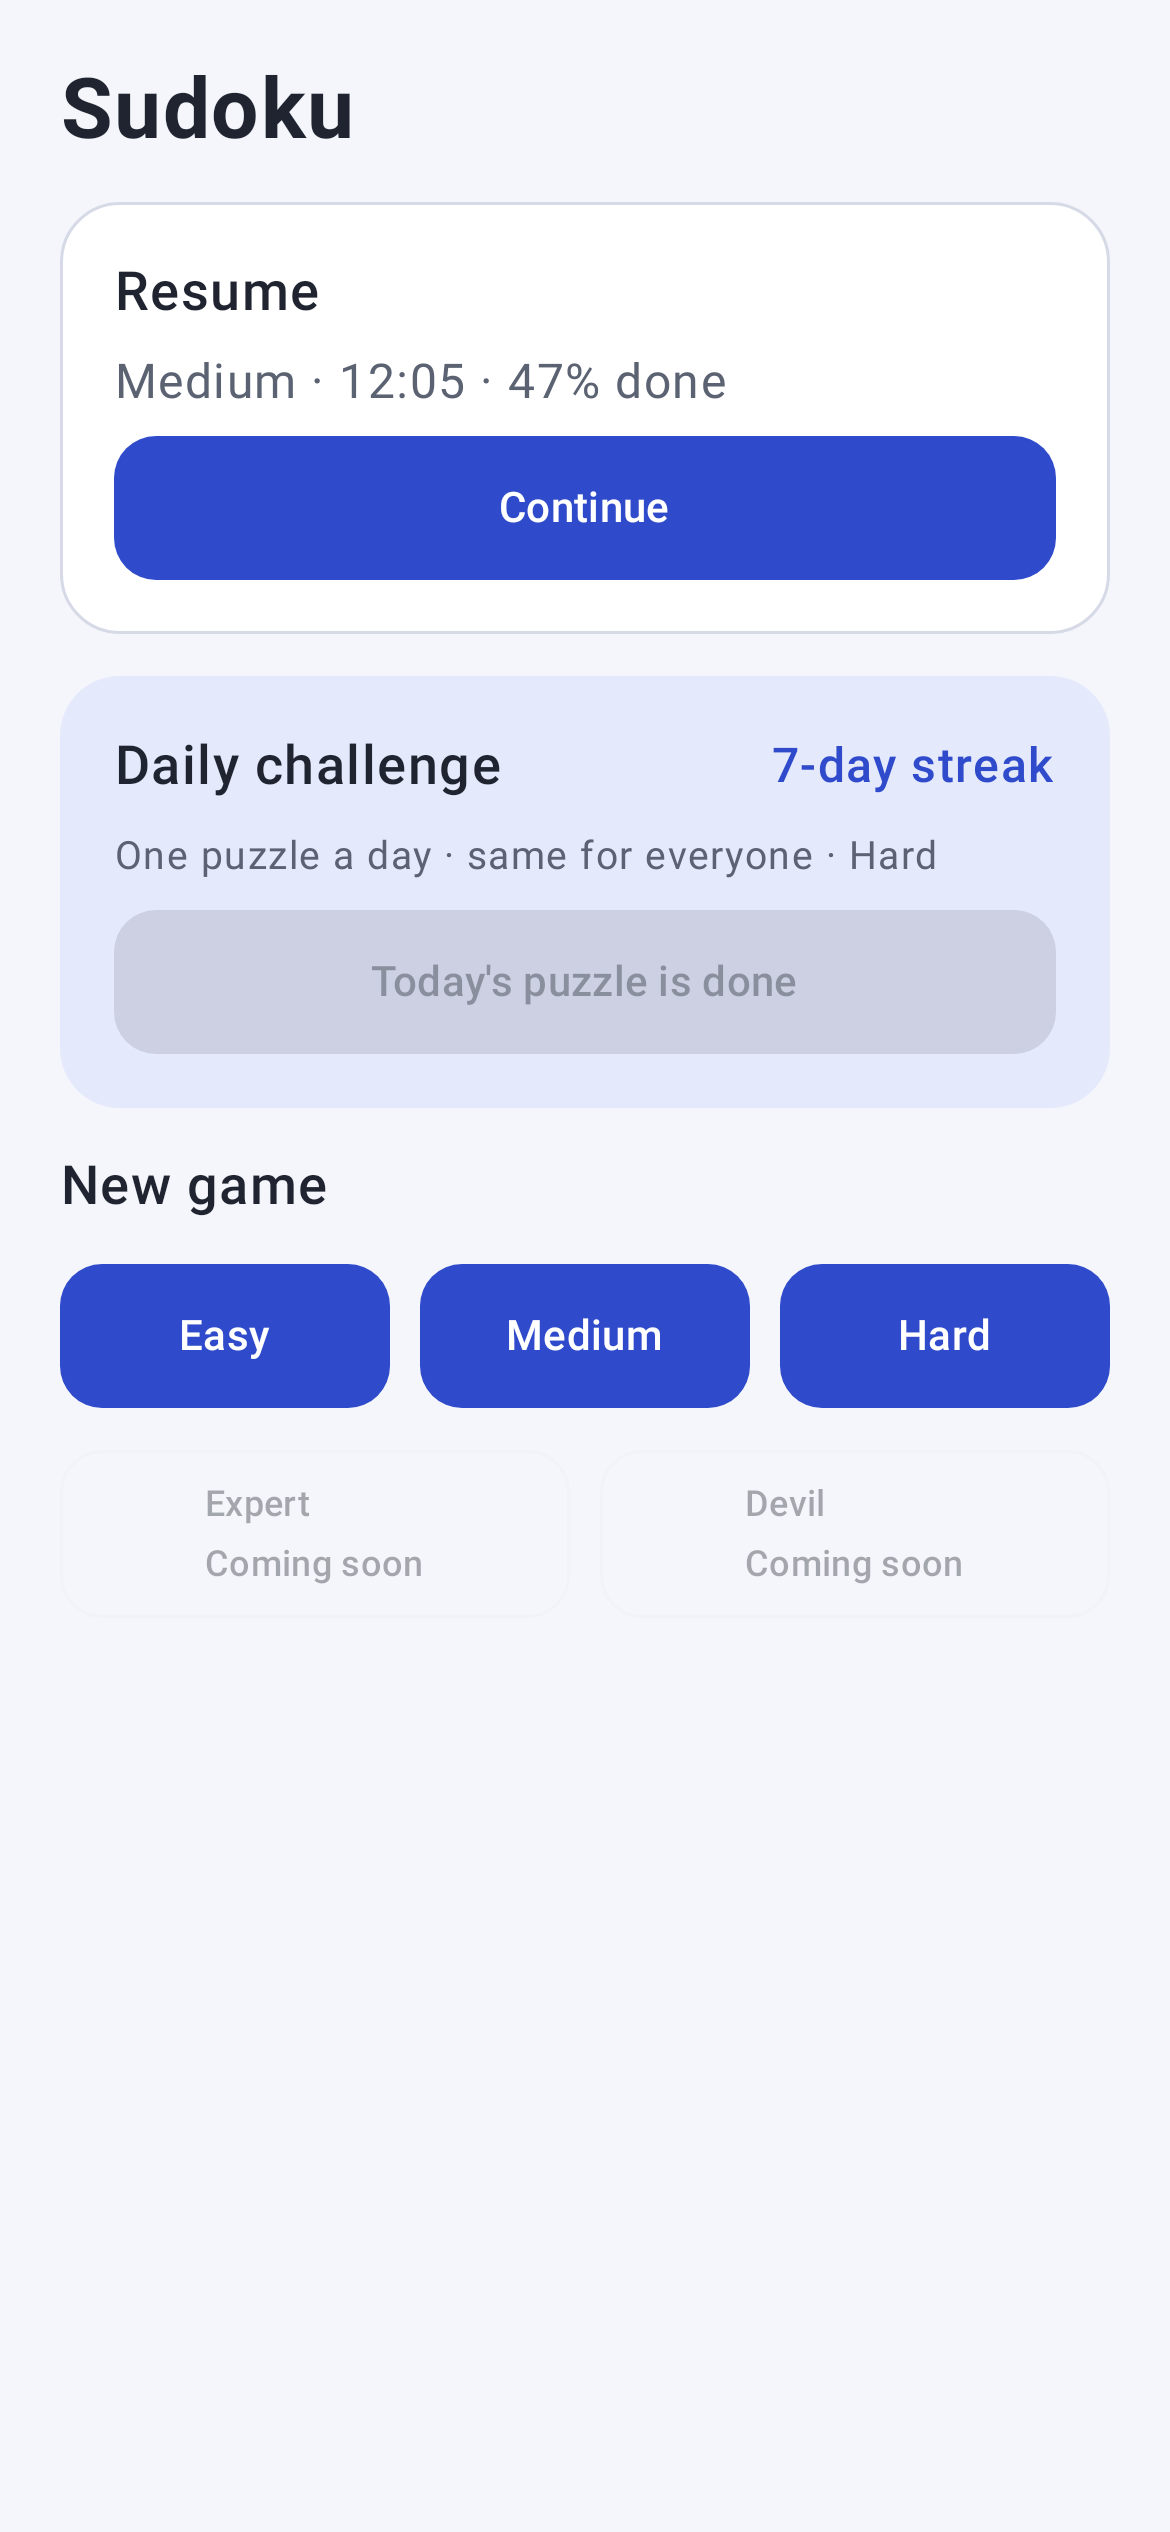 Sudoku
Resume
Medium · 12:05 · 47% done
Continue
Daily challenge 7-day streak
One puzzle a day · same for everyone · Hard
Today's puzzle is done
New game
Easy Medium Hard
Expert Devil
Coming soon Coming soon